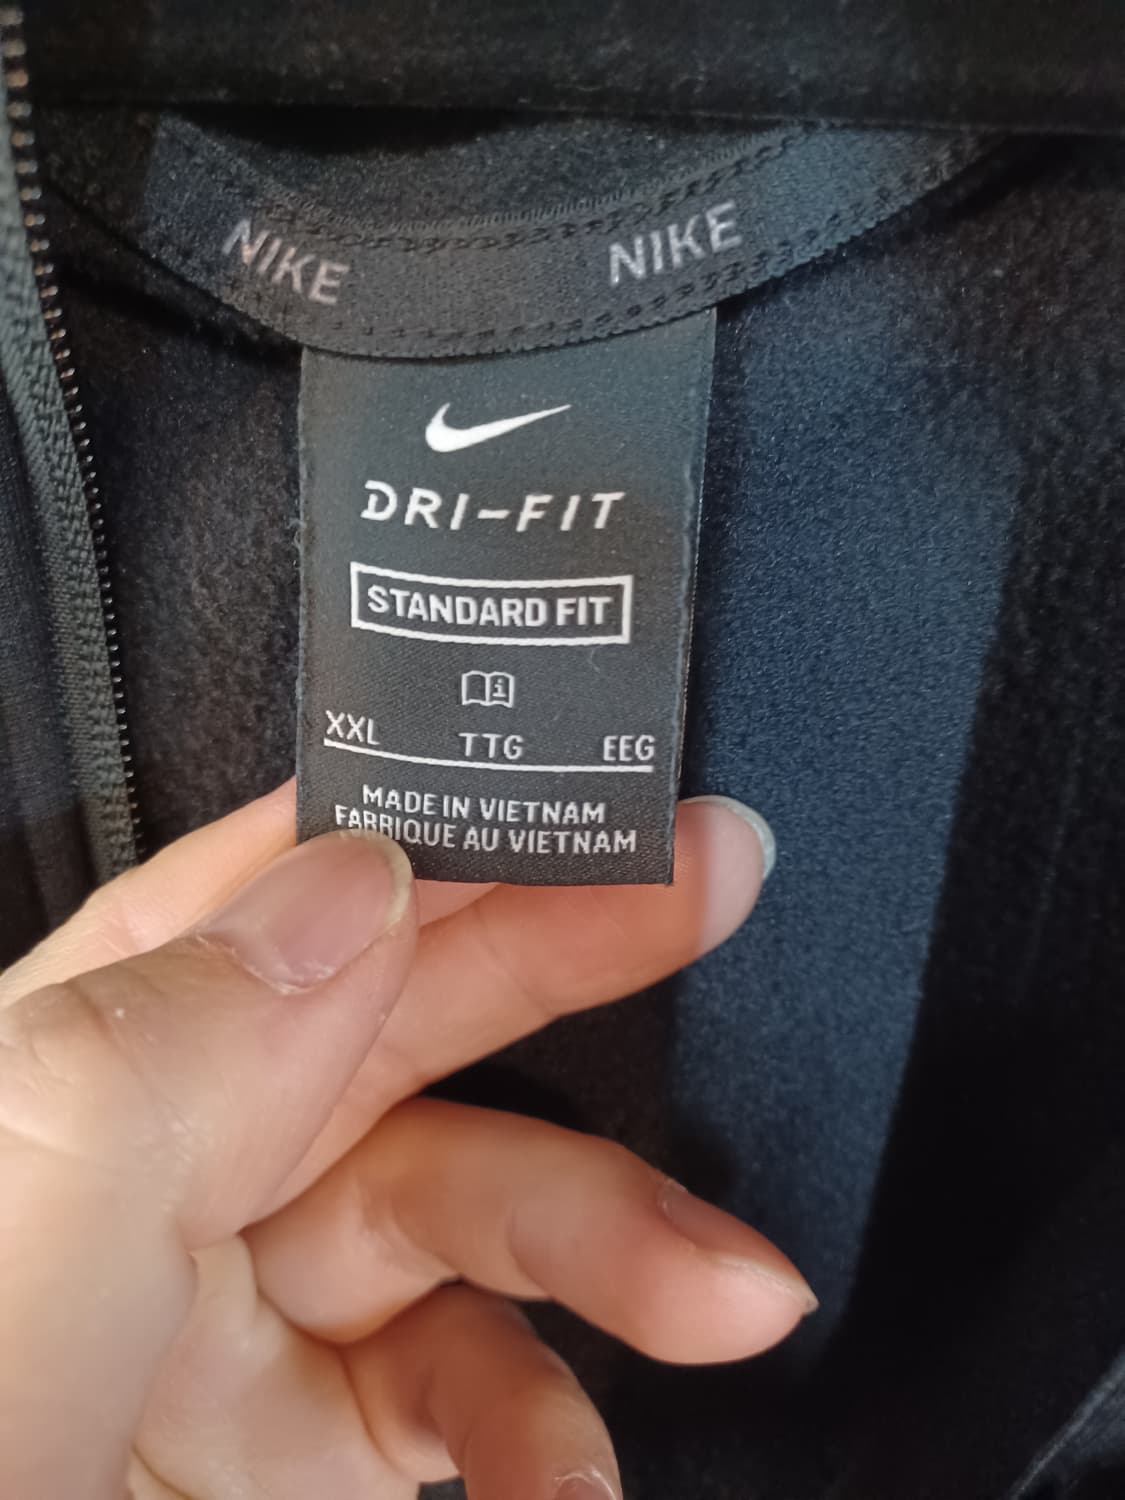 NIKE NIKE
DRI-FIT
STANDARD FIT
XXL TTG EEG
MADE IN VIETNAM
FABRIQUE AU VIETNAM